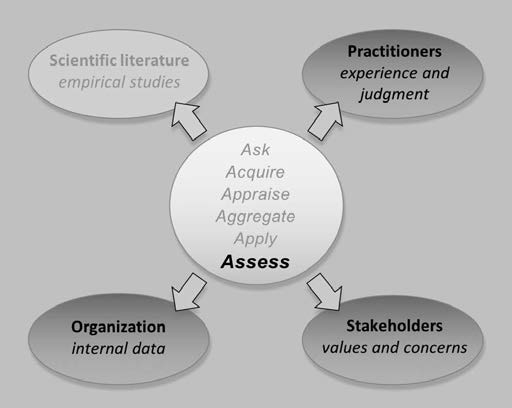 Scientific literature
empirical studies
Practitioners
experience and
judgment
Ask
Acquire
Appraise
Aggregate
Apply
Assess
Organization
internal data
Stakeholders
values and concerns